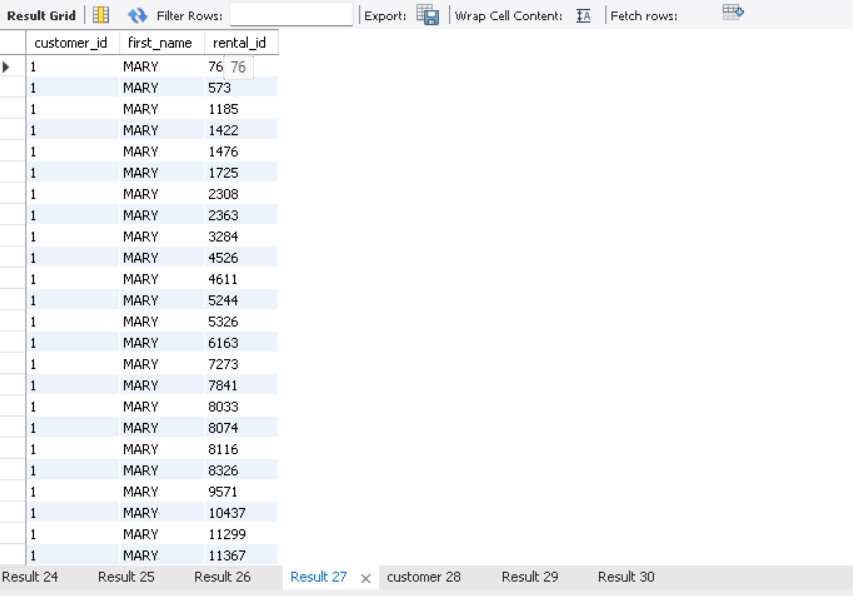 Result Grid Filter Rows: Export: Wrap Cell Content: Fetch rows:
customer_id first_name rental_id
1 MARY 76 76
1 MARY 573
1 MARY 1185
1 MARY 1422
1 MARY 1476
1 MARY 1725
1 MARY 2308
1 MARY 2363
1 MARY 3284
1 MARY 4526
1 MARY 4611
1 MARY 5244
1 MARY 5326
1 MARY 6163
1 MARY 7273
1 MARY 7841
1 MARY 8033
1 MARY 8074
1 MARY 8116
1 MARY 8326
1 MARY 9571
1 MARY 10437
1 MARY 11299
1 MARY 11367
Result 24 Result 25 Result 26 Result 27 customer 28 Result 29 Result 30